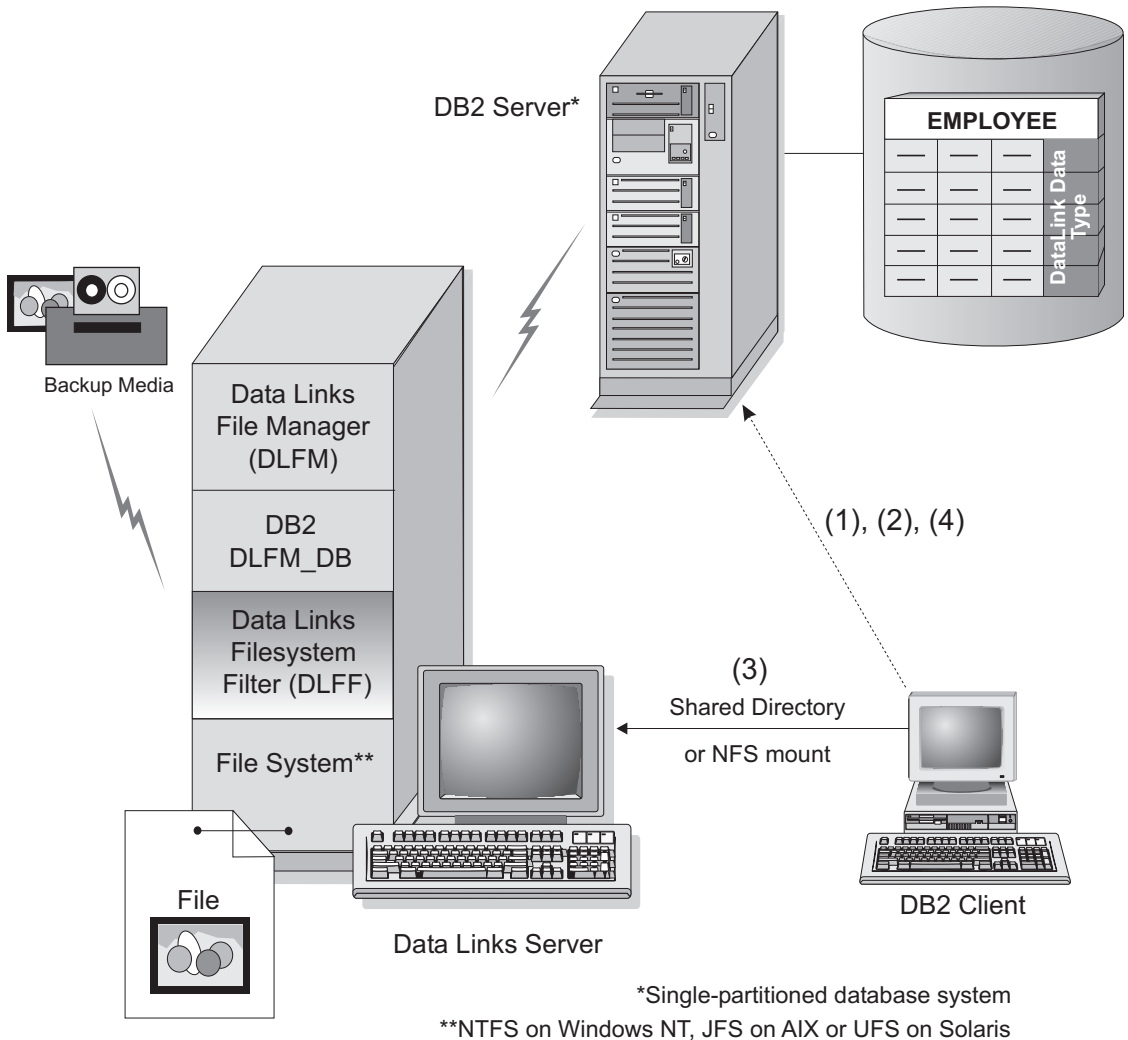 DB2 Server*
EMPLOYEE
DataLink Data
Type
Backup Media
Data Links
File Manager
(DLFM)
DB2
DLFM_DB
Data Links
Filesystem
Filter (DLFF)
File System**
File
Data Links Server
(1), (2), (4)
(3)
Shared Directory
or NFS mount
DB2 Client
*Single-partitioned database system
**NTFS on Windows NT, JFS on AIX or UFS on Solaris